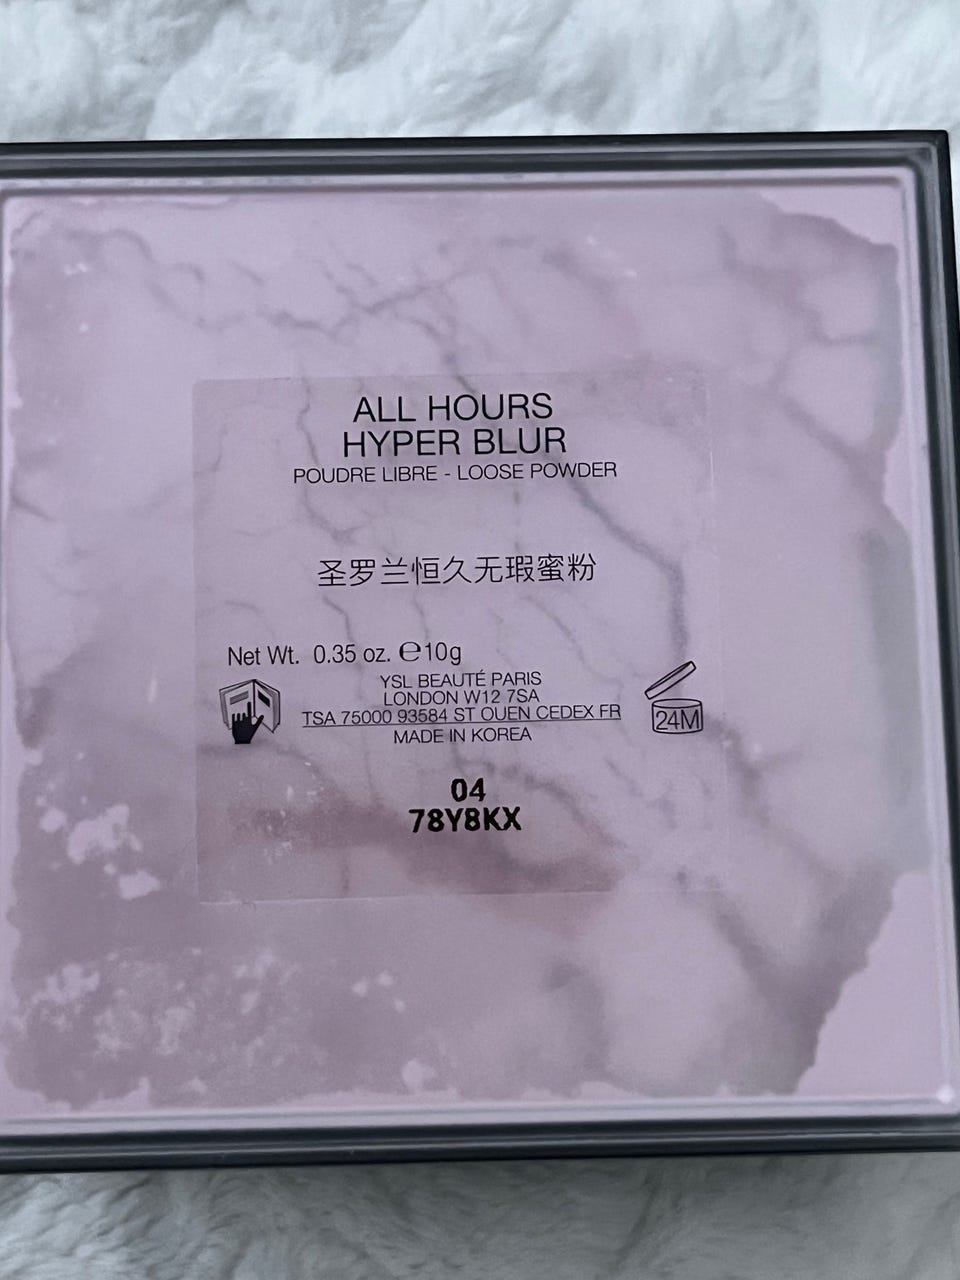 ALL HOURS
HYPER BLUR
POUDRE LIBRE - LOOSE POWDER
圣罗兰恒久无瑕蜜粉
Net Wt. 0.35 oz. ℮10g
YSL BEAUTÉ PARIS
LONDON W12 7SA
TSA 75000 93584 ST OUEN CEDEX FR
MADE IN KOREA
24M
04
78Y8KX